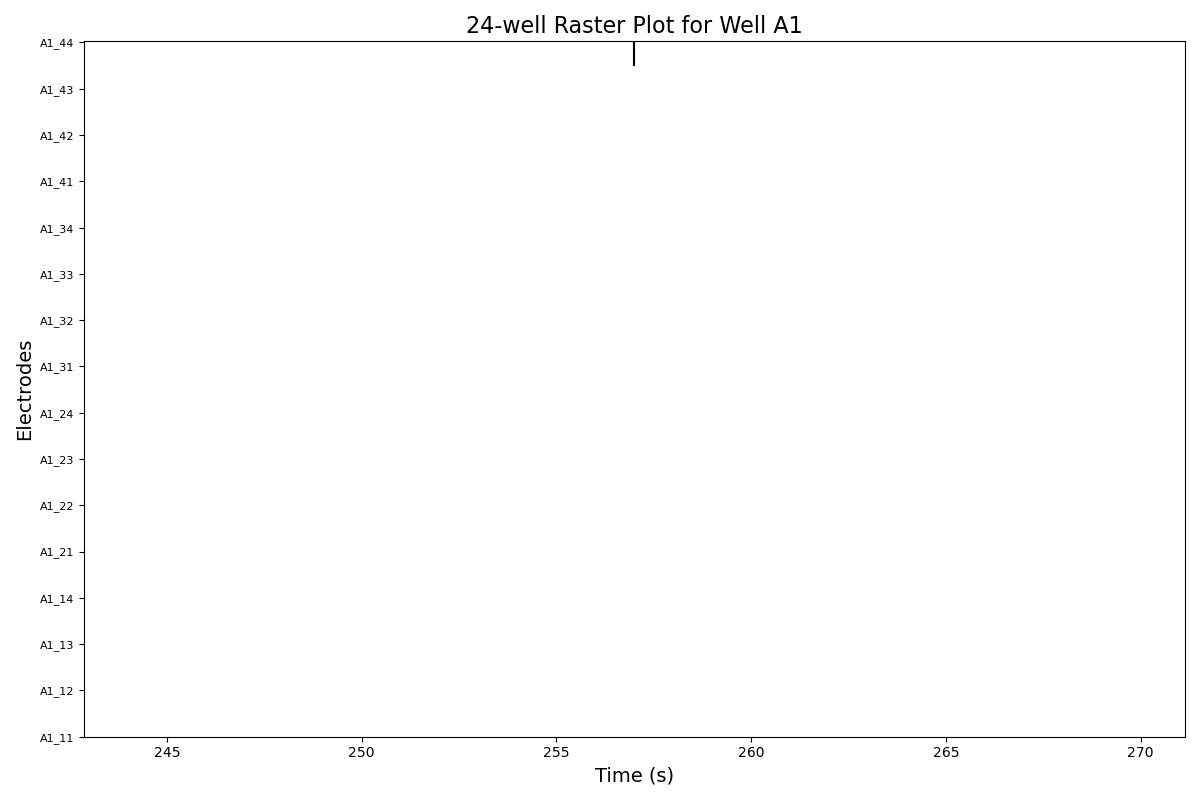 24-well Raster Plot for Well A1
A1_44
A1_43
A1_42
A1_41
A1_34
A1_33
A1_32
A1_31
A1_24
A1_23
A1_22
A1_21
A1_14
A1_13
A1_12
A1_11
Electrodes
245 250 255 260 265 270
Time (s)